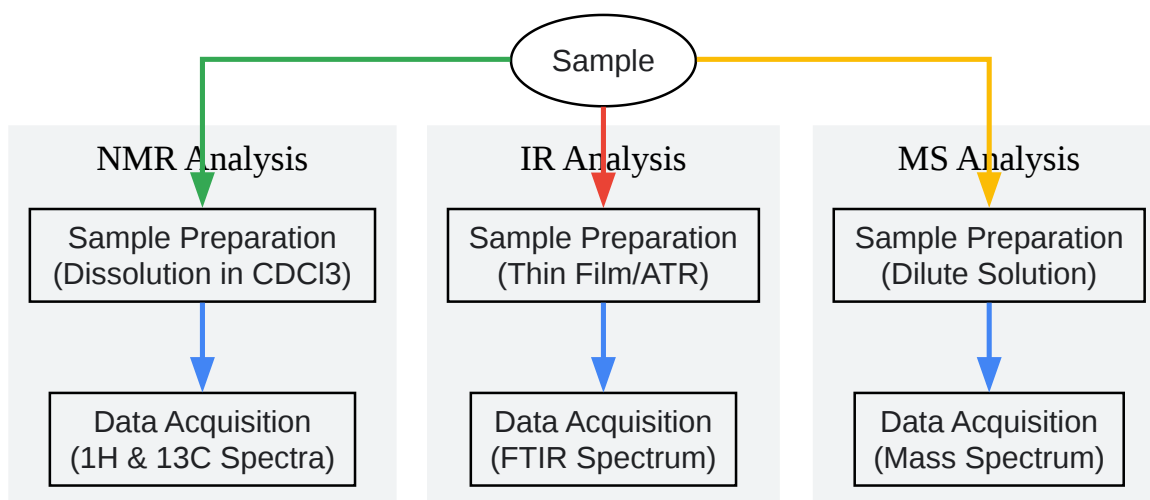 Sample
NMR Analysis
Sample Preparation
(Dissolution in CDCl3)
Data Acquisition
(1H & 13C Spectra)
IR Analysis
Sample Preparation
(Thin Film/ATR)
Data Acquisition
(FTIR Spectrum)
MS Analysis
Sample Preparation
(Dilute Solution)
Data Acquisition
(Mass Spectrum)